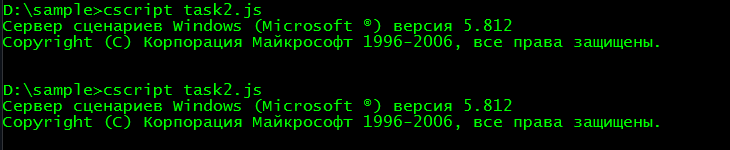 D:\sample>cscript task2.js
Сервер сценариев Windows (Microsoft ®) версия 5.812
Copyright (C) Корпорация Майкрософт 1996-2006, все права защищены.
D:\sample>cscript task2.js
Сервер сценариев Windows (Microsoft ®) версия 5.812
Copyright (C) Корпорация Майкрософт 1996-2006, все права защищены.